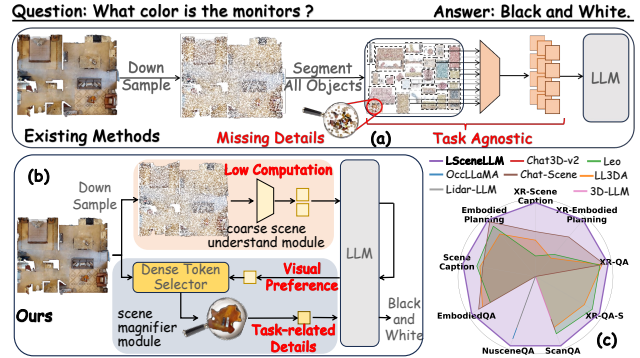 Question: What color is the monitors ?
Answer: Black and White.
Down
Sample
Segment
All Objects
LLM
Existing Methods
Missing Details
(a)
Task Agnostic
(b)
Down
Sample
Low Computation
coarse scene
understand module
LLM
Dense Token
Selector
Visual
Preference
scene
magnifier
module
Task-related
Details
Black
and
White
Ours
LSceneLLM
Chat3D-v2
Leo
OccLLaMA
Chat-Scene
LL3DA
Lidar-LLM
3D-LLM
XR-Scene
Caption
Embodied
Planning
XR-Embodied
Planning
Scene
Caption
XR-QA
EmbodiedQA
XR-QA-S
NusceneQA
ScanQA
(c)